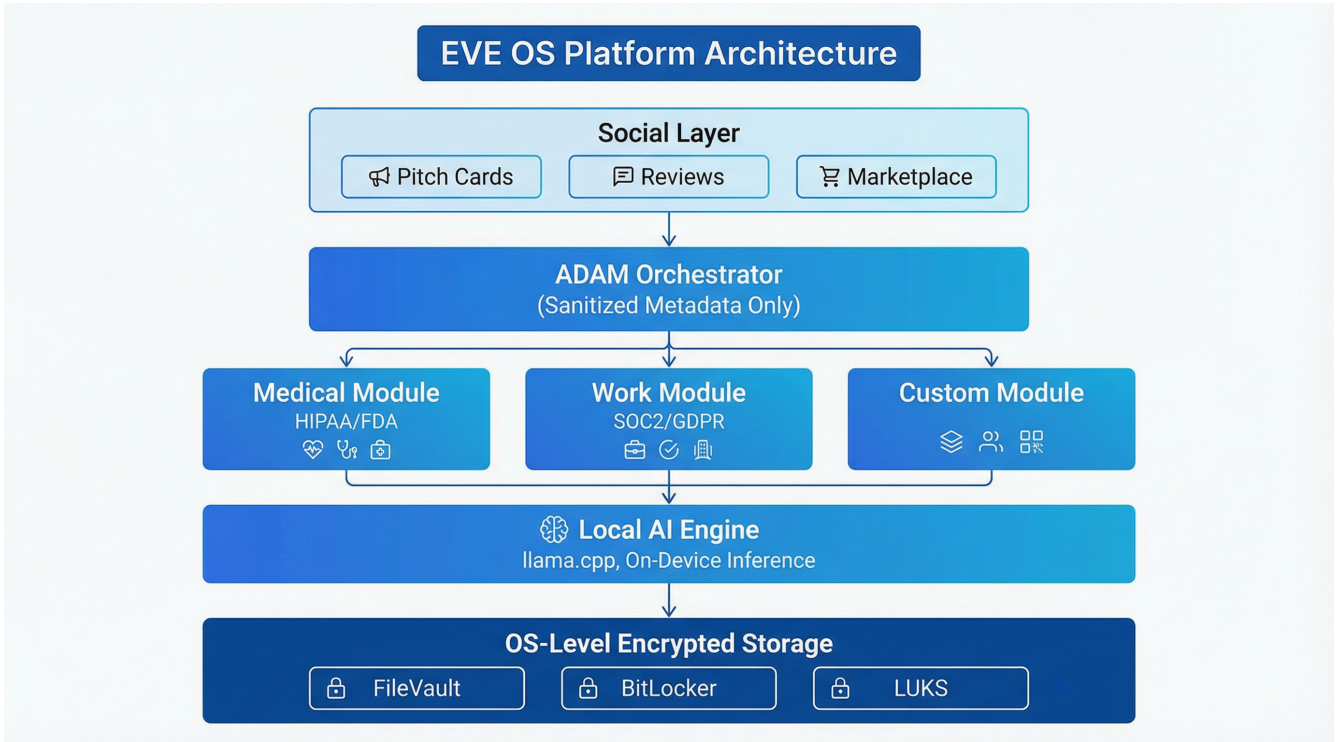 EVE OS Platform Architecture
Social Layer
Pitch Cards
Reviews
Marketplace
ADAM Orchestrator
(Sanitized Metadata Only)
Medical Module
HIPAA/FDA
Work Module
SOC2/GDPR
Custom Module
Local AI Engine
llama.cpp, On-Device Inference
OS-Level Encrypted Storage
FileVault
BitLocker
LUKS